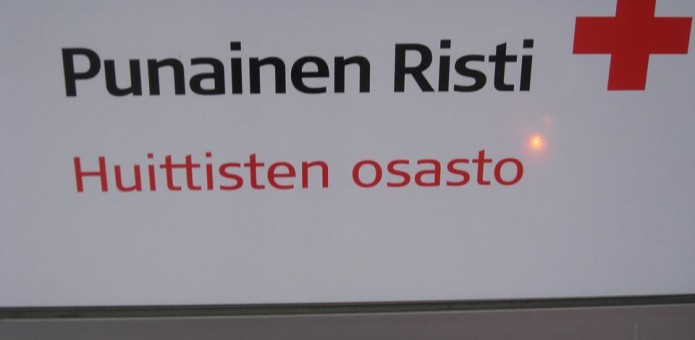 Punainen Risti
Huittisten osasto